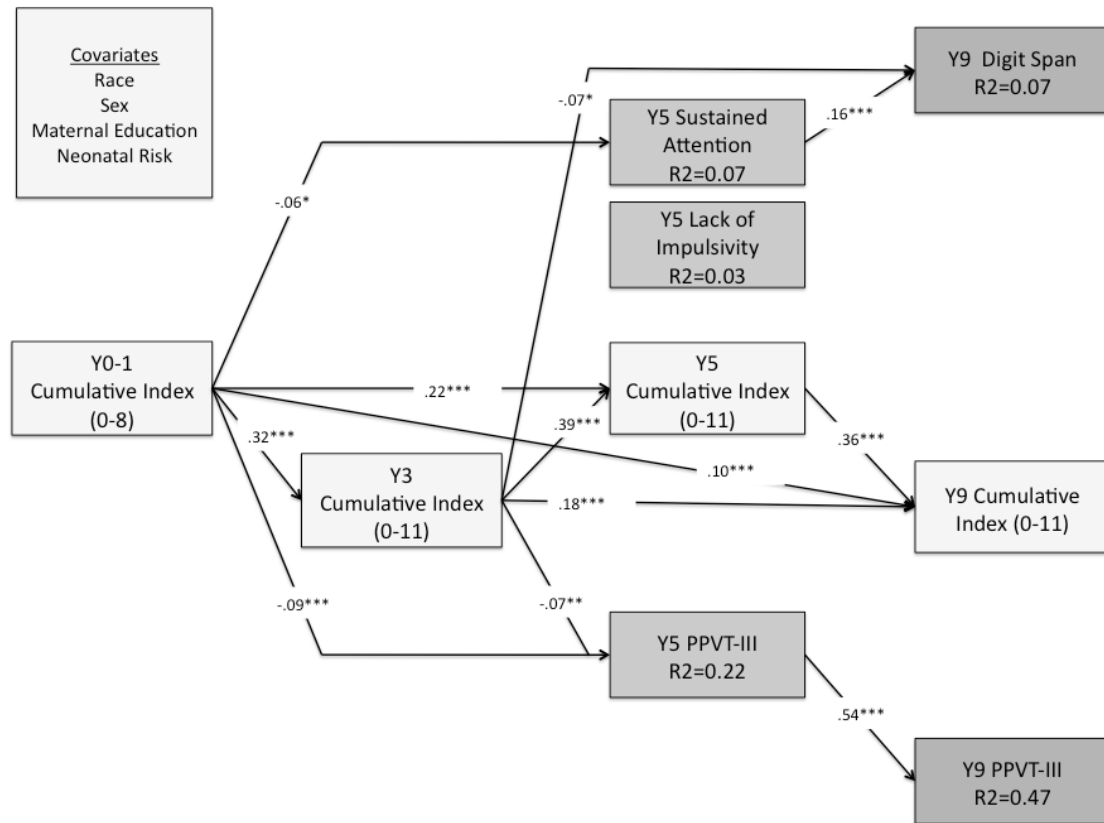 Covariates
Race
Sex
Maternal Education
Neonatal Risk
Y9 Digit Span
R2=0.07
-.07*
Y5 Sustained
Attention
R2=0.07
.16***
-.06*
Y5 Lack of
Impulsivity
R2=0.03
Y0-1
Cumulative Index
(0-8)
.22***
Y5
Cumulative Index
(0-11)
.32***
.39***
.36***
Y3
Cumulative Index
(0-11)
.10***
.18***
Y9 Cumulative
Index (0-11)
-.09***
-.07**
Y5 PPVT-III
R2=0.22
.54***
Y9 PPVT-III
R2=0.47